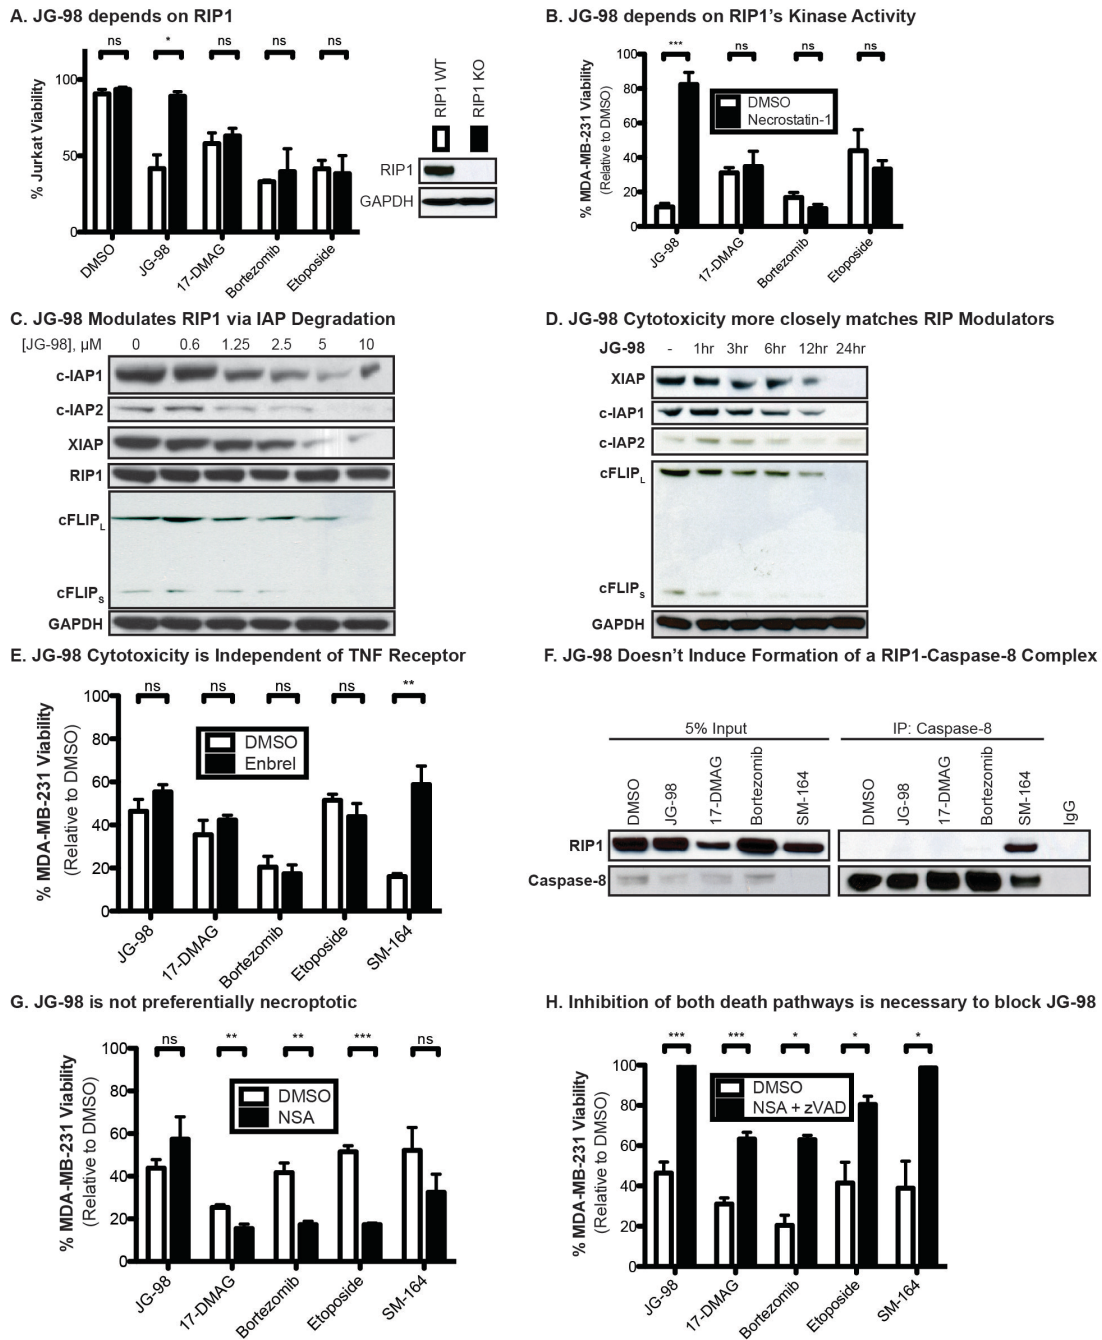 A. JG-98 depends on RIP1
ns * ns ns ns
% Jurkat Viability
100
50
0
DMSO JG-98 17-DMAG Bortezomib Etoposide
RIP1 WT RIP1 KO
RIP1
GAPDH
B. JG-98 depends on RIP1’s Kinase Activity
*** ns ns ns
% MDA-MB-231 Viability
(Relative to DMSO)
100
80
60
40
20
0
DMSO
Necrostatin-1
JG-98 17-DMAG Bortezomib Etoposide
C. JG-98 Modulates RIP1 via IAP Degradation
[JG-98], µM 0 0.6 1.25 2.5 5 10
c-IAP1
c-IAP2
XIAP
RIP1
cFLIPL
cFLIPS
GAPDH
D. JG-98 Cytotoxicity more closely matches RIP Modulators
JG-98 - 1hr 3hr 6hr 12hr 24hr
XIAP
c-IAP1
c-IAP2
cFLIPL
cFLIPS
GAPDH
E. JG-98 Cytotoxicity is Independent of TNF Receptor
ns ns ns ns **
% MDA-MB-231 Viability
(Relative to DMSO)
100
80
60
40
20
0
DMSO
Enbrel
JG-98 17-DMAG Bortezomib Etoposide SM-164
F. JG-98 Doesn’t Induce Formation of a RIP1-Caspase-8 Complex
5% Input IP: Caspase-8
DMSO JG-98 17-DMAG Bortezomib SM-164 DMSO JG-98 17-DMAG Bortezomib SM-164 IgG
RIP1
Caspase-8
G. JG-98 is not preferentially necroptotic
ns ** ** *** ns
% MDA-MB-231 Viability
(Relative to DMSO)
100
80
60
40
20
0
DMSO
NSA
JG-98 17-DMAG Bortezomib Etoposide SM-164
H. Inhibition of both death pathways is necessary to block JG-98
*** *** * * *
% MDA-MB-231 Viability
(Relative to DMSO)
100
80
60
40
20
0
DMSO
NSA + zVAD
JG-98 17-DMAG Bortezomib Etoposide SM-164